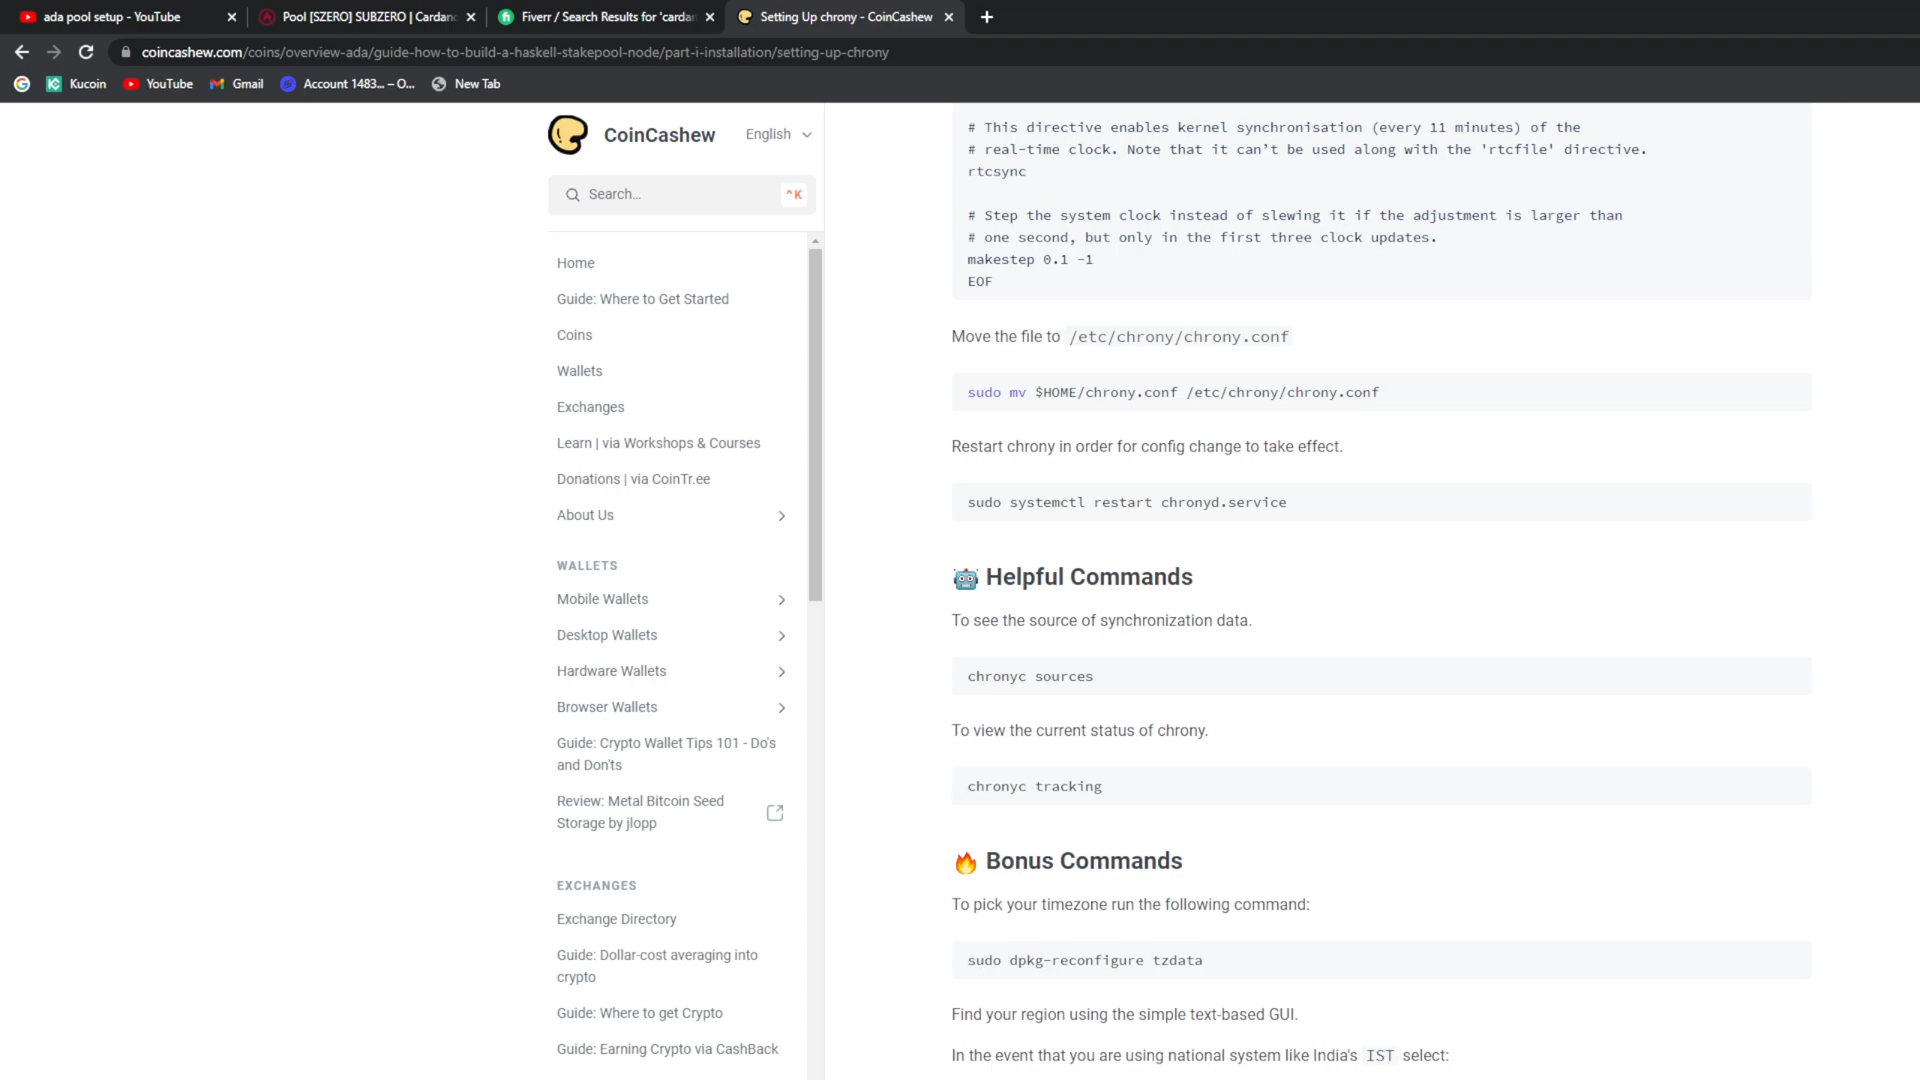 ada pool setup - YouTube
Pool [SZERO] SUBZERO | Cardano
Fiverr / Search Results for 'cardan
Setting Up chrony - CoinCashew
coincashew.com/coins/overview-ada/guide-how-to-build-a-haskell-stakepool-node/part-i-installation/setting-up-chrony
Kucoin
YouTube
Gmail
Account 1483... – O...
New Tab
CoinCashew
English
Search...
^K
Home
Guide: Where to Get Started
Coins
Wallets
Exchanges
Learn | via Workshops & Courses
Donations | via CoinTr.ee
About Us
WALLETS
Mobile Wallets
Desktop Wallets
Hardware Wallets
Browser Wallets
Guide: Crypto Wallet Tips 101 - Do's
and Don'ts
Review: Metal Bitcoin Seed
Storage by jlopp
EXCHANGES
Exchange Directory
Guide: Dollar-cost averaging into
crypto
Guide: Where to get Crypto
Guide: Earning Crypto via CashBack
# This directive enables kernel synchronisation (every 11 minutes) of the
# real-time clock. Note that it can’t be used along with the 'rtcfile' directive.
rtcsync
# Step the system clock instead of slewing it if the adjustment is larger than
# one second, but only in the first three clock updates.
makestep 0.1 -1
EOF
Move the file to /etc/chrony/chrony.conf
sudo mv $HOME/chrony.conf /etc/chrony/chrony.conf
Restart chrony in order for config change to take effect.
sudo systemctl restart chronyd.service
Helpful Commands
To see the source of synchronization data.
chronyc sources
To view the current status of chrony.
chronyc tracking
Bonus Commands
To pick your timezone run the following command:
sudo dpkg-reconfigure tzdata
Find your region using the simple text-based GUI.
In the event that you are using national system like India's IST select: